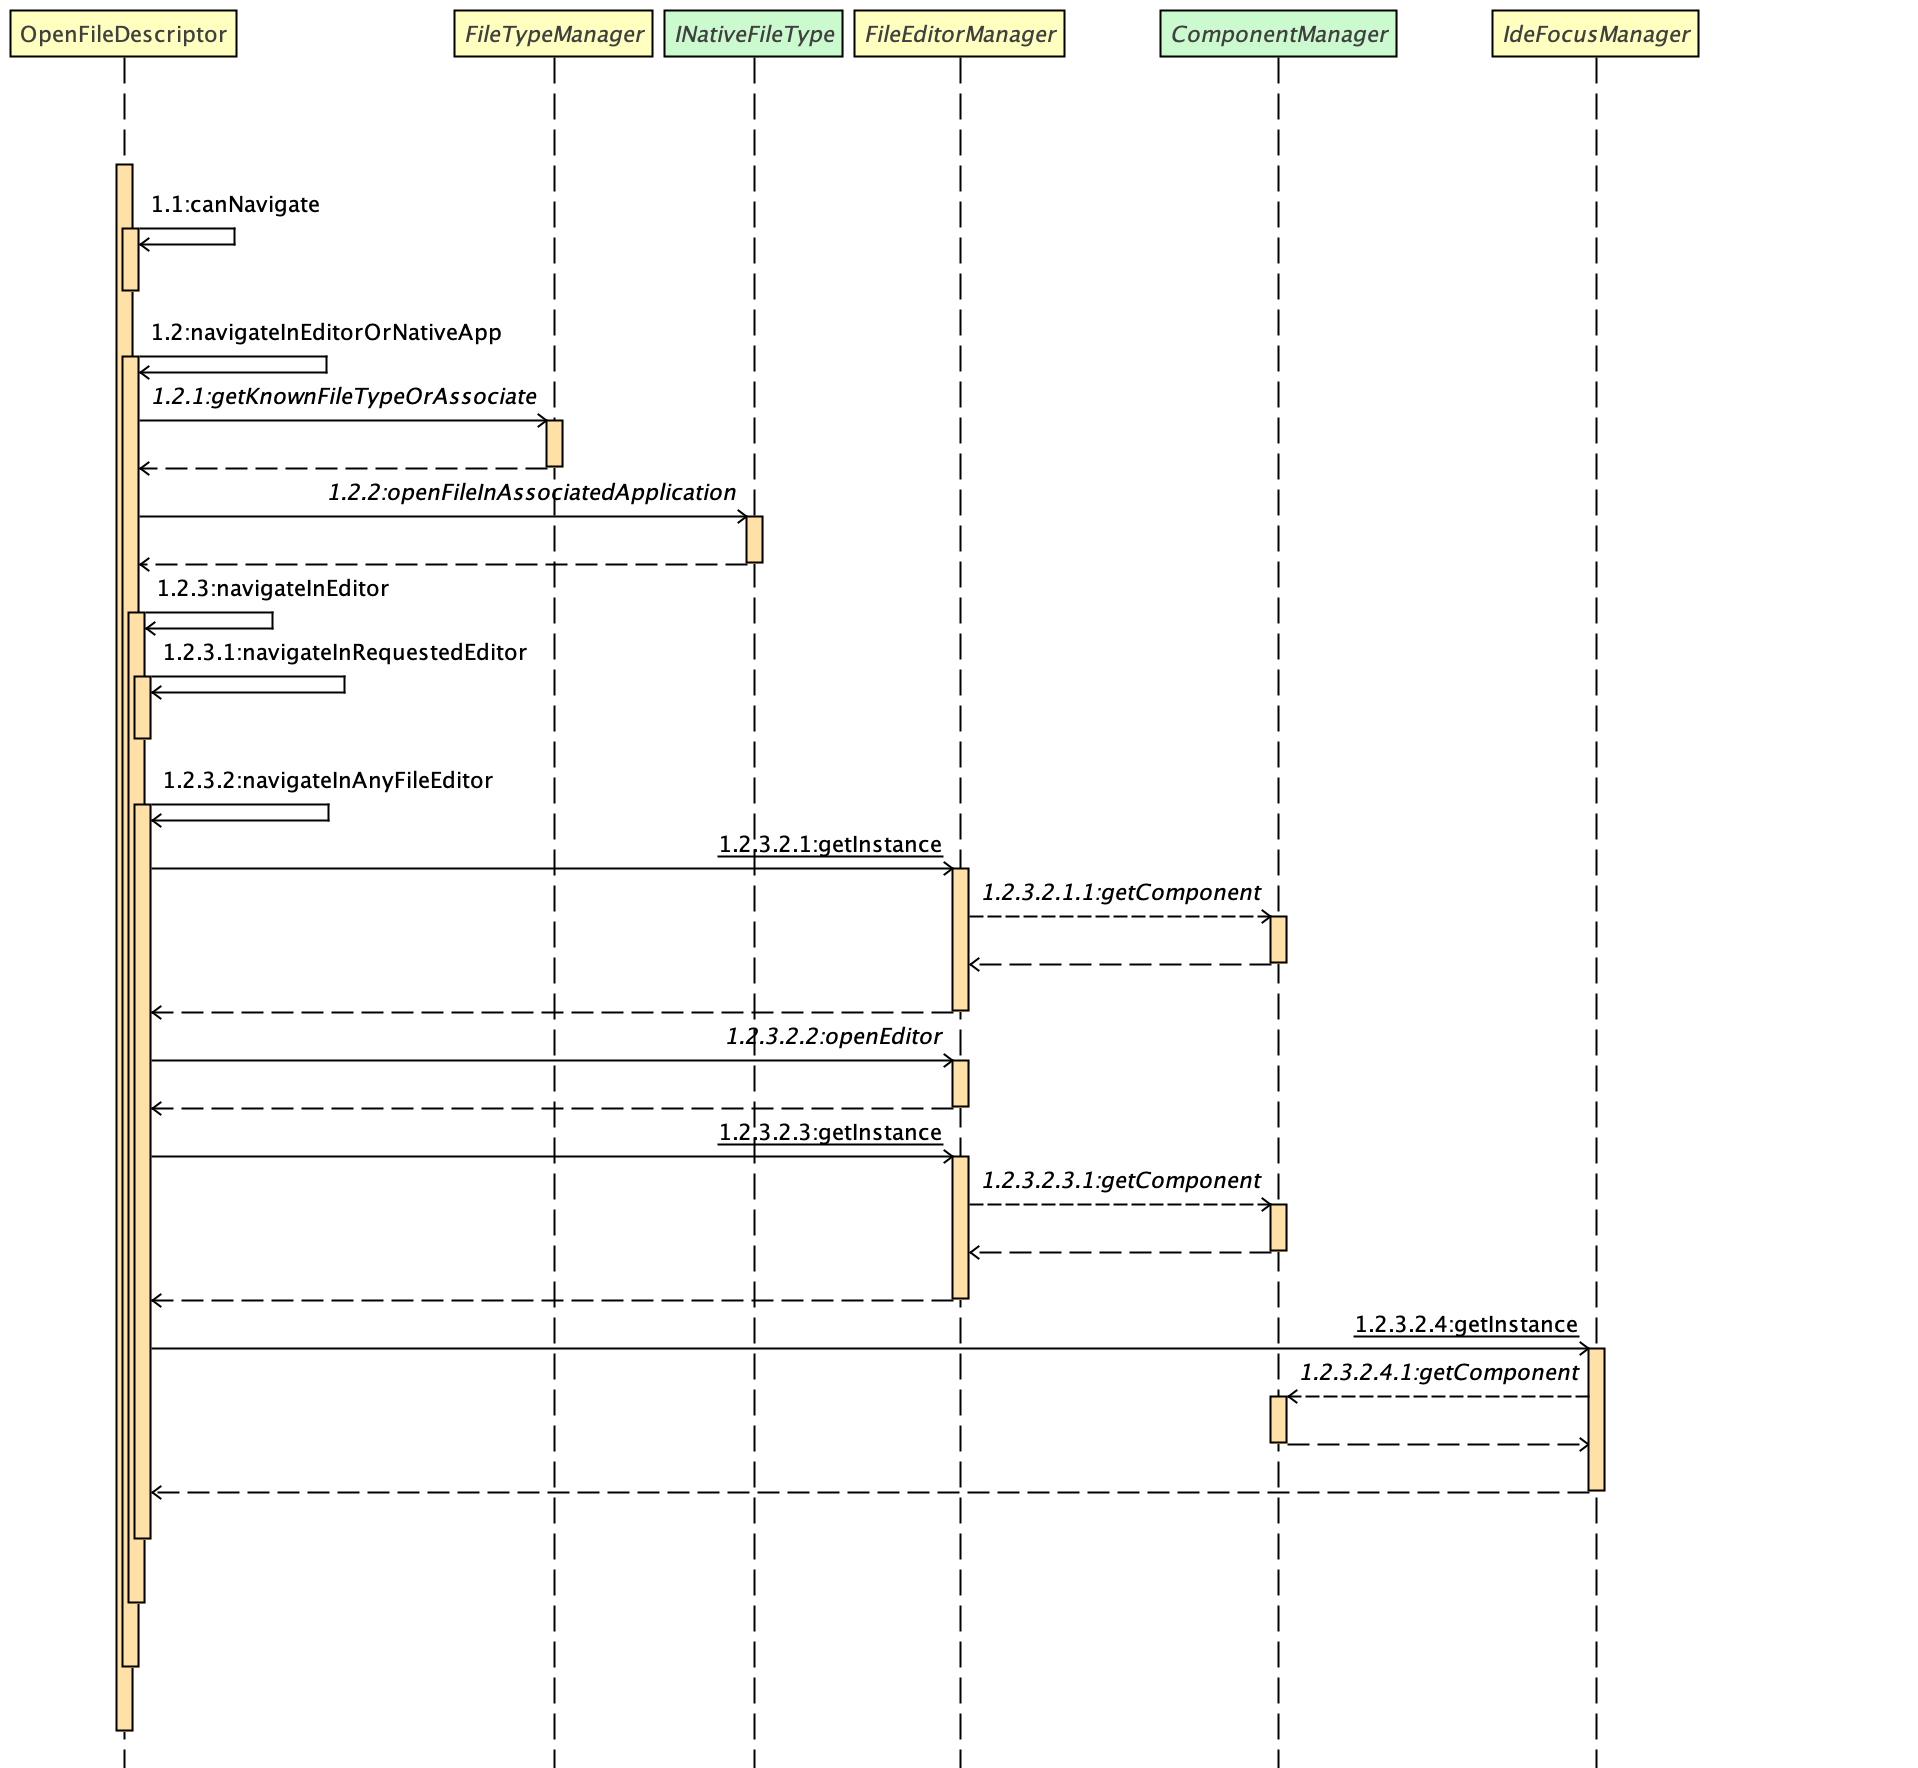 OpenFileDescriptor
FileTypeManager
INativeFileType
FileEditorManager
ComponentManager
IdeFocusManager
1.1:canNavigate
1.2:navigateInEditorOrNativeApp
1.2.1:getKnownFileTypeOrAssociate
1.2.2:openFileInAssociatedApplication
1.2.3:navigateInEditor
1.2.3.1:navigateInRequestedEditor
1.2.3.2:navigateInAnyFileEditor
1.2.3.2.1:getInstance
1.2.3.2.1.1:getComponent
1.2.3.2.2:openEditor
1.2.3.2.3:getInstance
1.2.3.2.3.1:getComponent
1.2.3.2.4:getInstance
1.2.3.2.4.1:getComponent